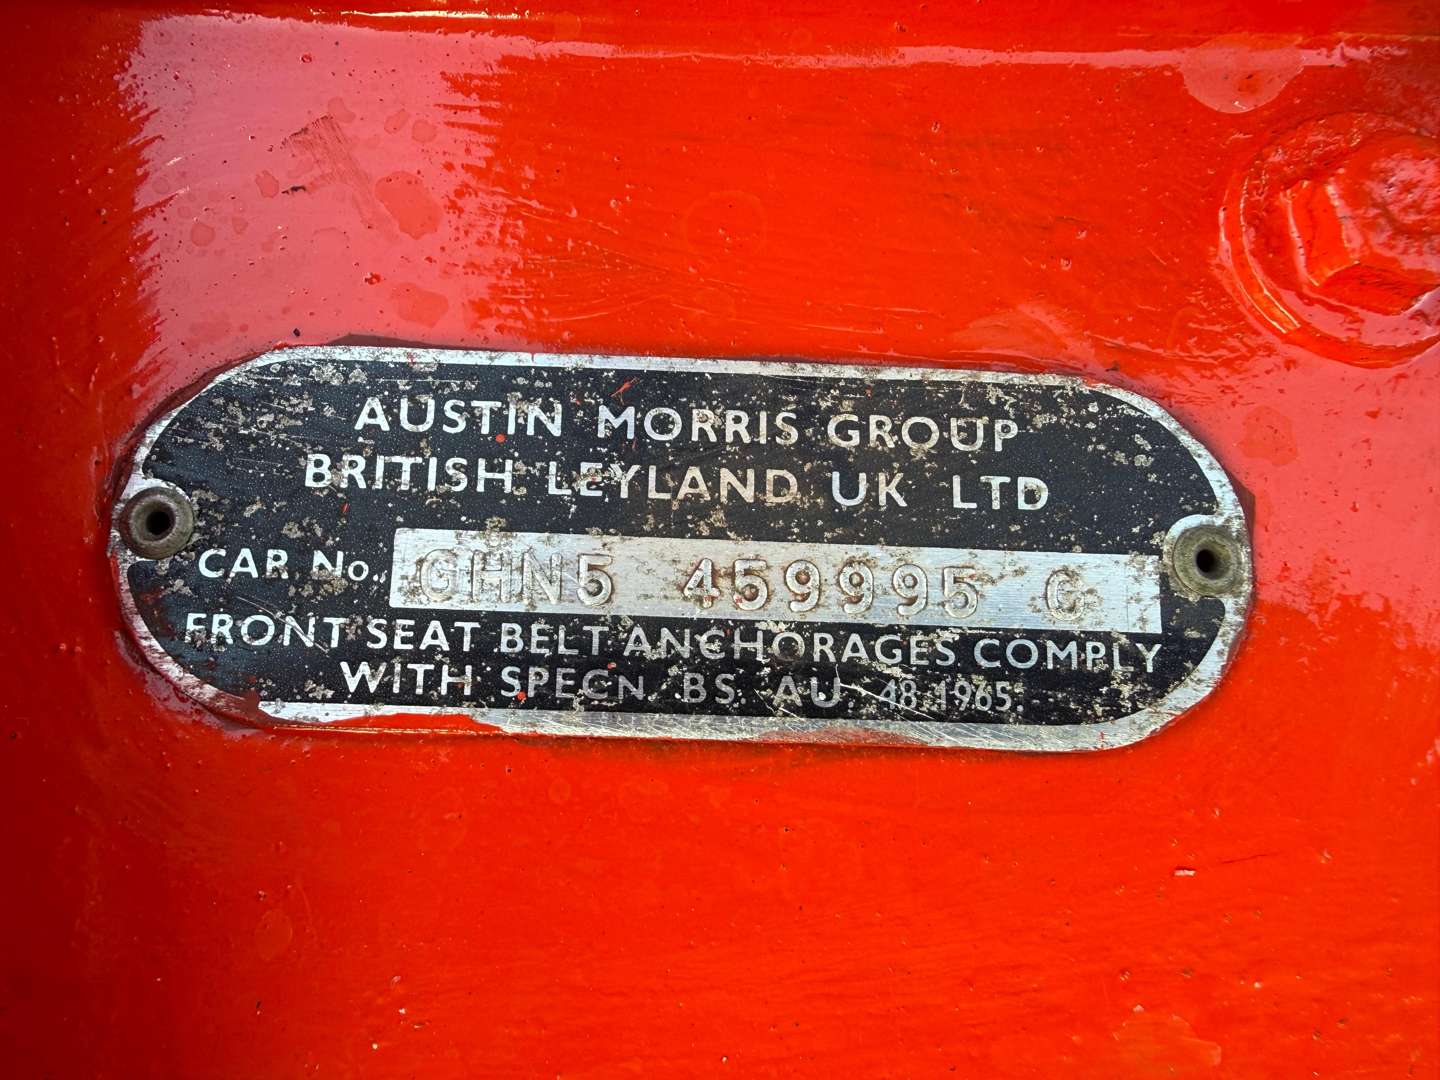 AUSTIN MORRIS GROUP
BRITISH LEYLAND UK LTD
CAR No. GHN5 459995 G
FRONT SEAT BELT ANCHORAGES COMPLY
WITH SPECN. BS. AU. 48.1965.